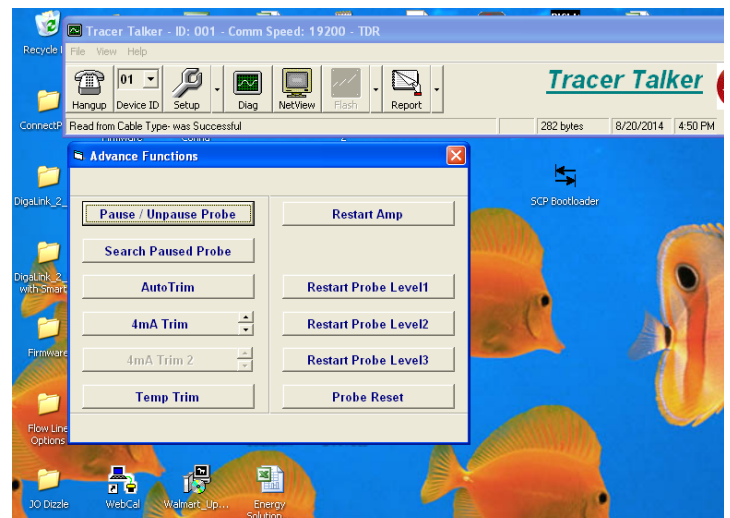 Recycle
Tracer Talker - ID: 001 - Comm Speed: 19200 - TDR
File View Help
01
Hangup Device ID Setup Diag NetView Flash Report
Tracer Talker
ConnectP
Read from Cable Type- was Successful 282 bytes 8/20/2014 4:50 PM
Advance Functions
DigaLink_2_
SCP Bootloader
Pause / Unpause Probe Restart Amp
Search Paused Probe
DigaLink_2_
with Smart
AutoTrim Restart Probe Level1
4mA Trim Restart Probe Level2
Firmware
4mA Trim 2 Restart Probe Level3
Temp Trim Probe Reset
Flow Line
Options
JO Dizzle WebCal Walmart_Up... Energy
Solution